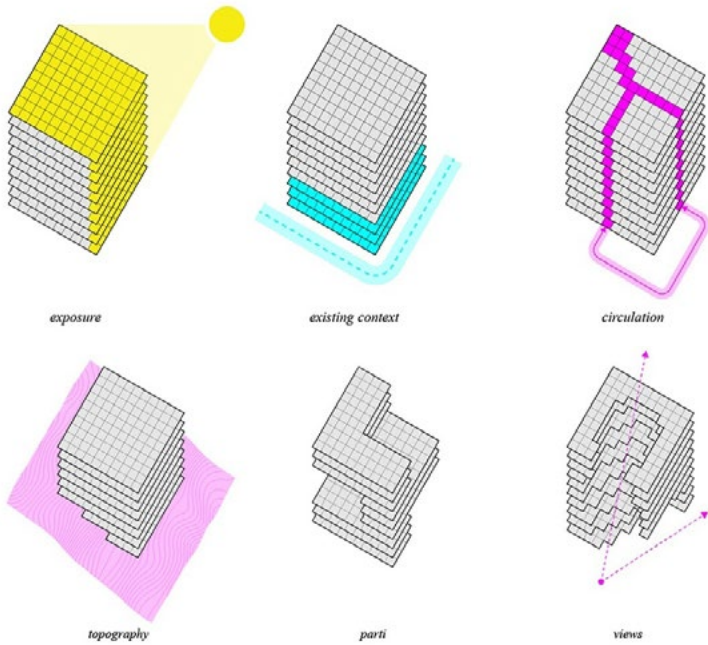 exposure
existing context
circulation
topography
parti
views